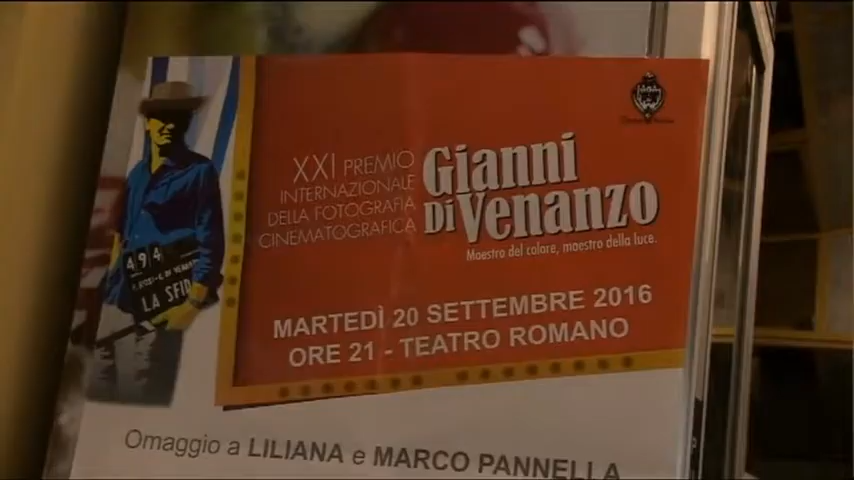 XXI PREMIO
INTERNAZIONALE
DELLA FOTOGRAFIA
CINEMATOGRAFICA
Gianni
Di Venanzo
Maestro del colore, maestro della luce.
494
LA SFID
MARTEDÌ 20 SETTEMBRE 2016
ORE 21 - TEATRO ROMANO
Omaggio a LILIANA e MARCO PANNELLA